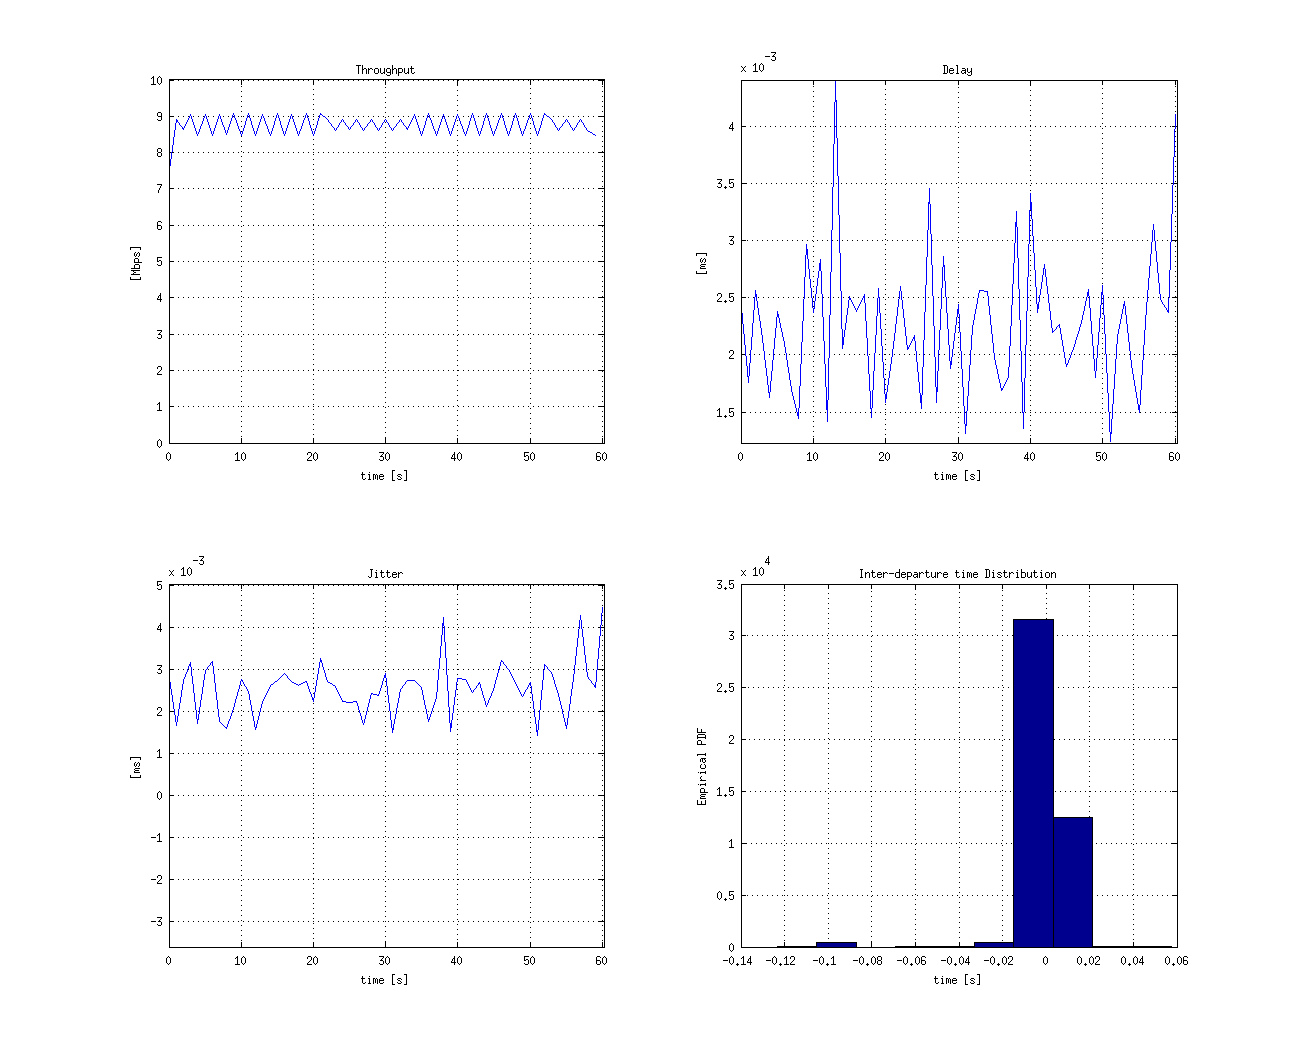 Throughput
10
9
8
7
6
5
4
3
2
1
0
[Mbps]
0 10 20 30 40 50 60
time [s]
x 10 -3
Delay
4
3.5
3
2.5
2
1.5
[ms]
0 10 20 30 40 50 60
time [s]
x 10 -3
Jitter
5
4
3
2
1
0
-1
-2
-3
[ms]
0 10 20 30 40 50 60
time [s]
x 10 4
Inter-departure time Distribution
3.5
3
2.5
2
1.5
1
0.5
0
Empirical PDF
-0.14 -0.12 -0.1 -0.08 -0.06 -0.04 -0.02 0 0.02 0.04 0.06
time [s]